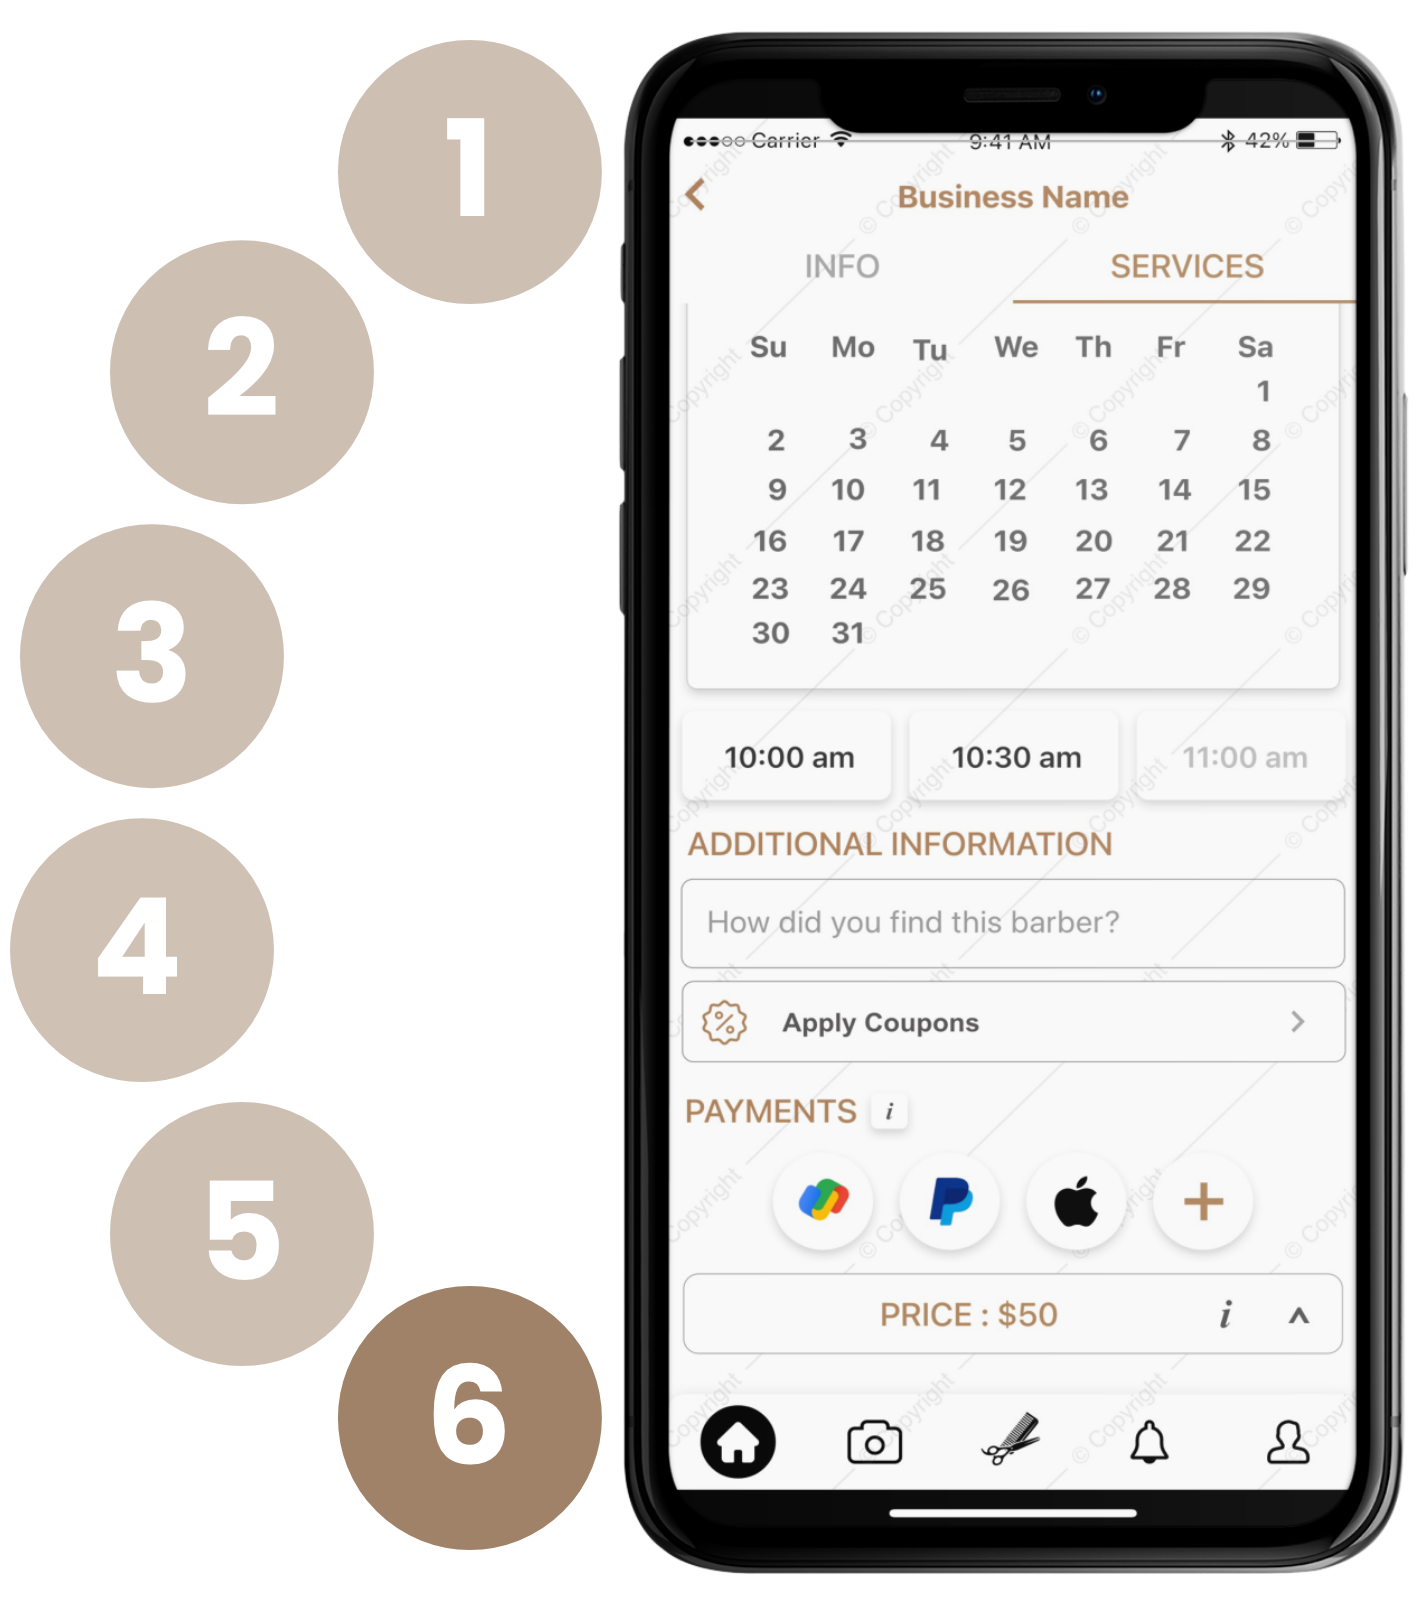 1
2
3
4
5
6
Carrier 9:41 AM 42%
Business Name
INFO SERVICES
Su Mo Tu We Th Fr Sa
1
2 3 4 5 6 7 8
9 10 11 12 13 14 15
16 17 18 19 20 21 22
23 24 25 26 27 28 29
30 31
10:00 am 10:30 am 11:00 am
ADDITIONAL INFORMATION
How did you find this barber?
Apply Coupons
PAYMENTS i
PRICE : $50 i
© Copyright